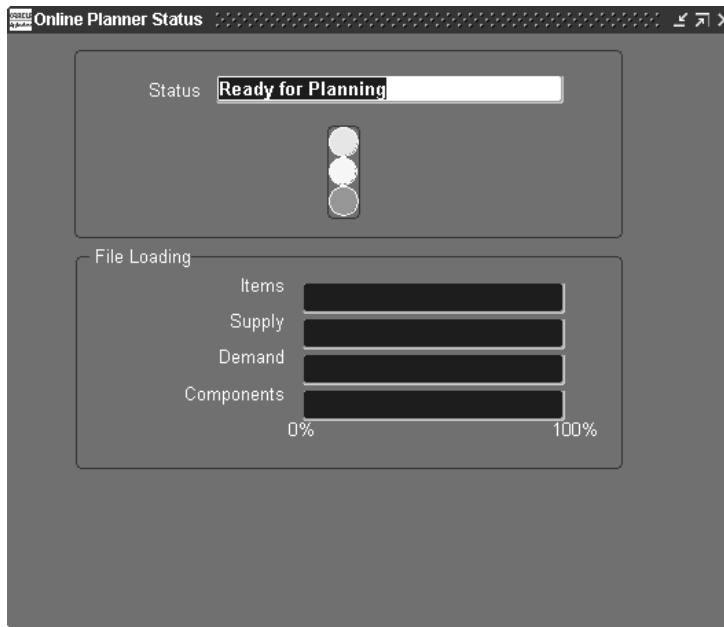 Online Planner Status
Status Ready for Planning
File Loading
Items
Supply
Demand
Components
0% 100%